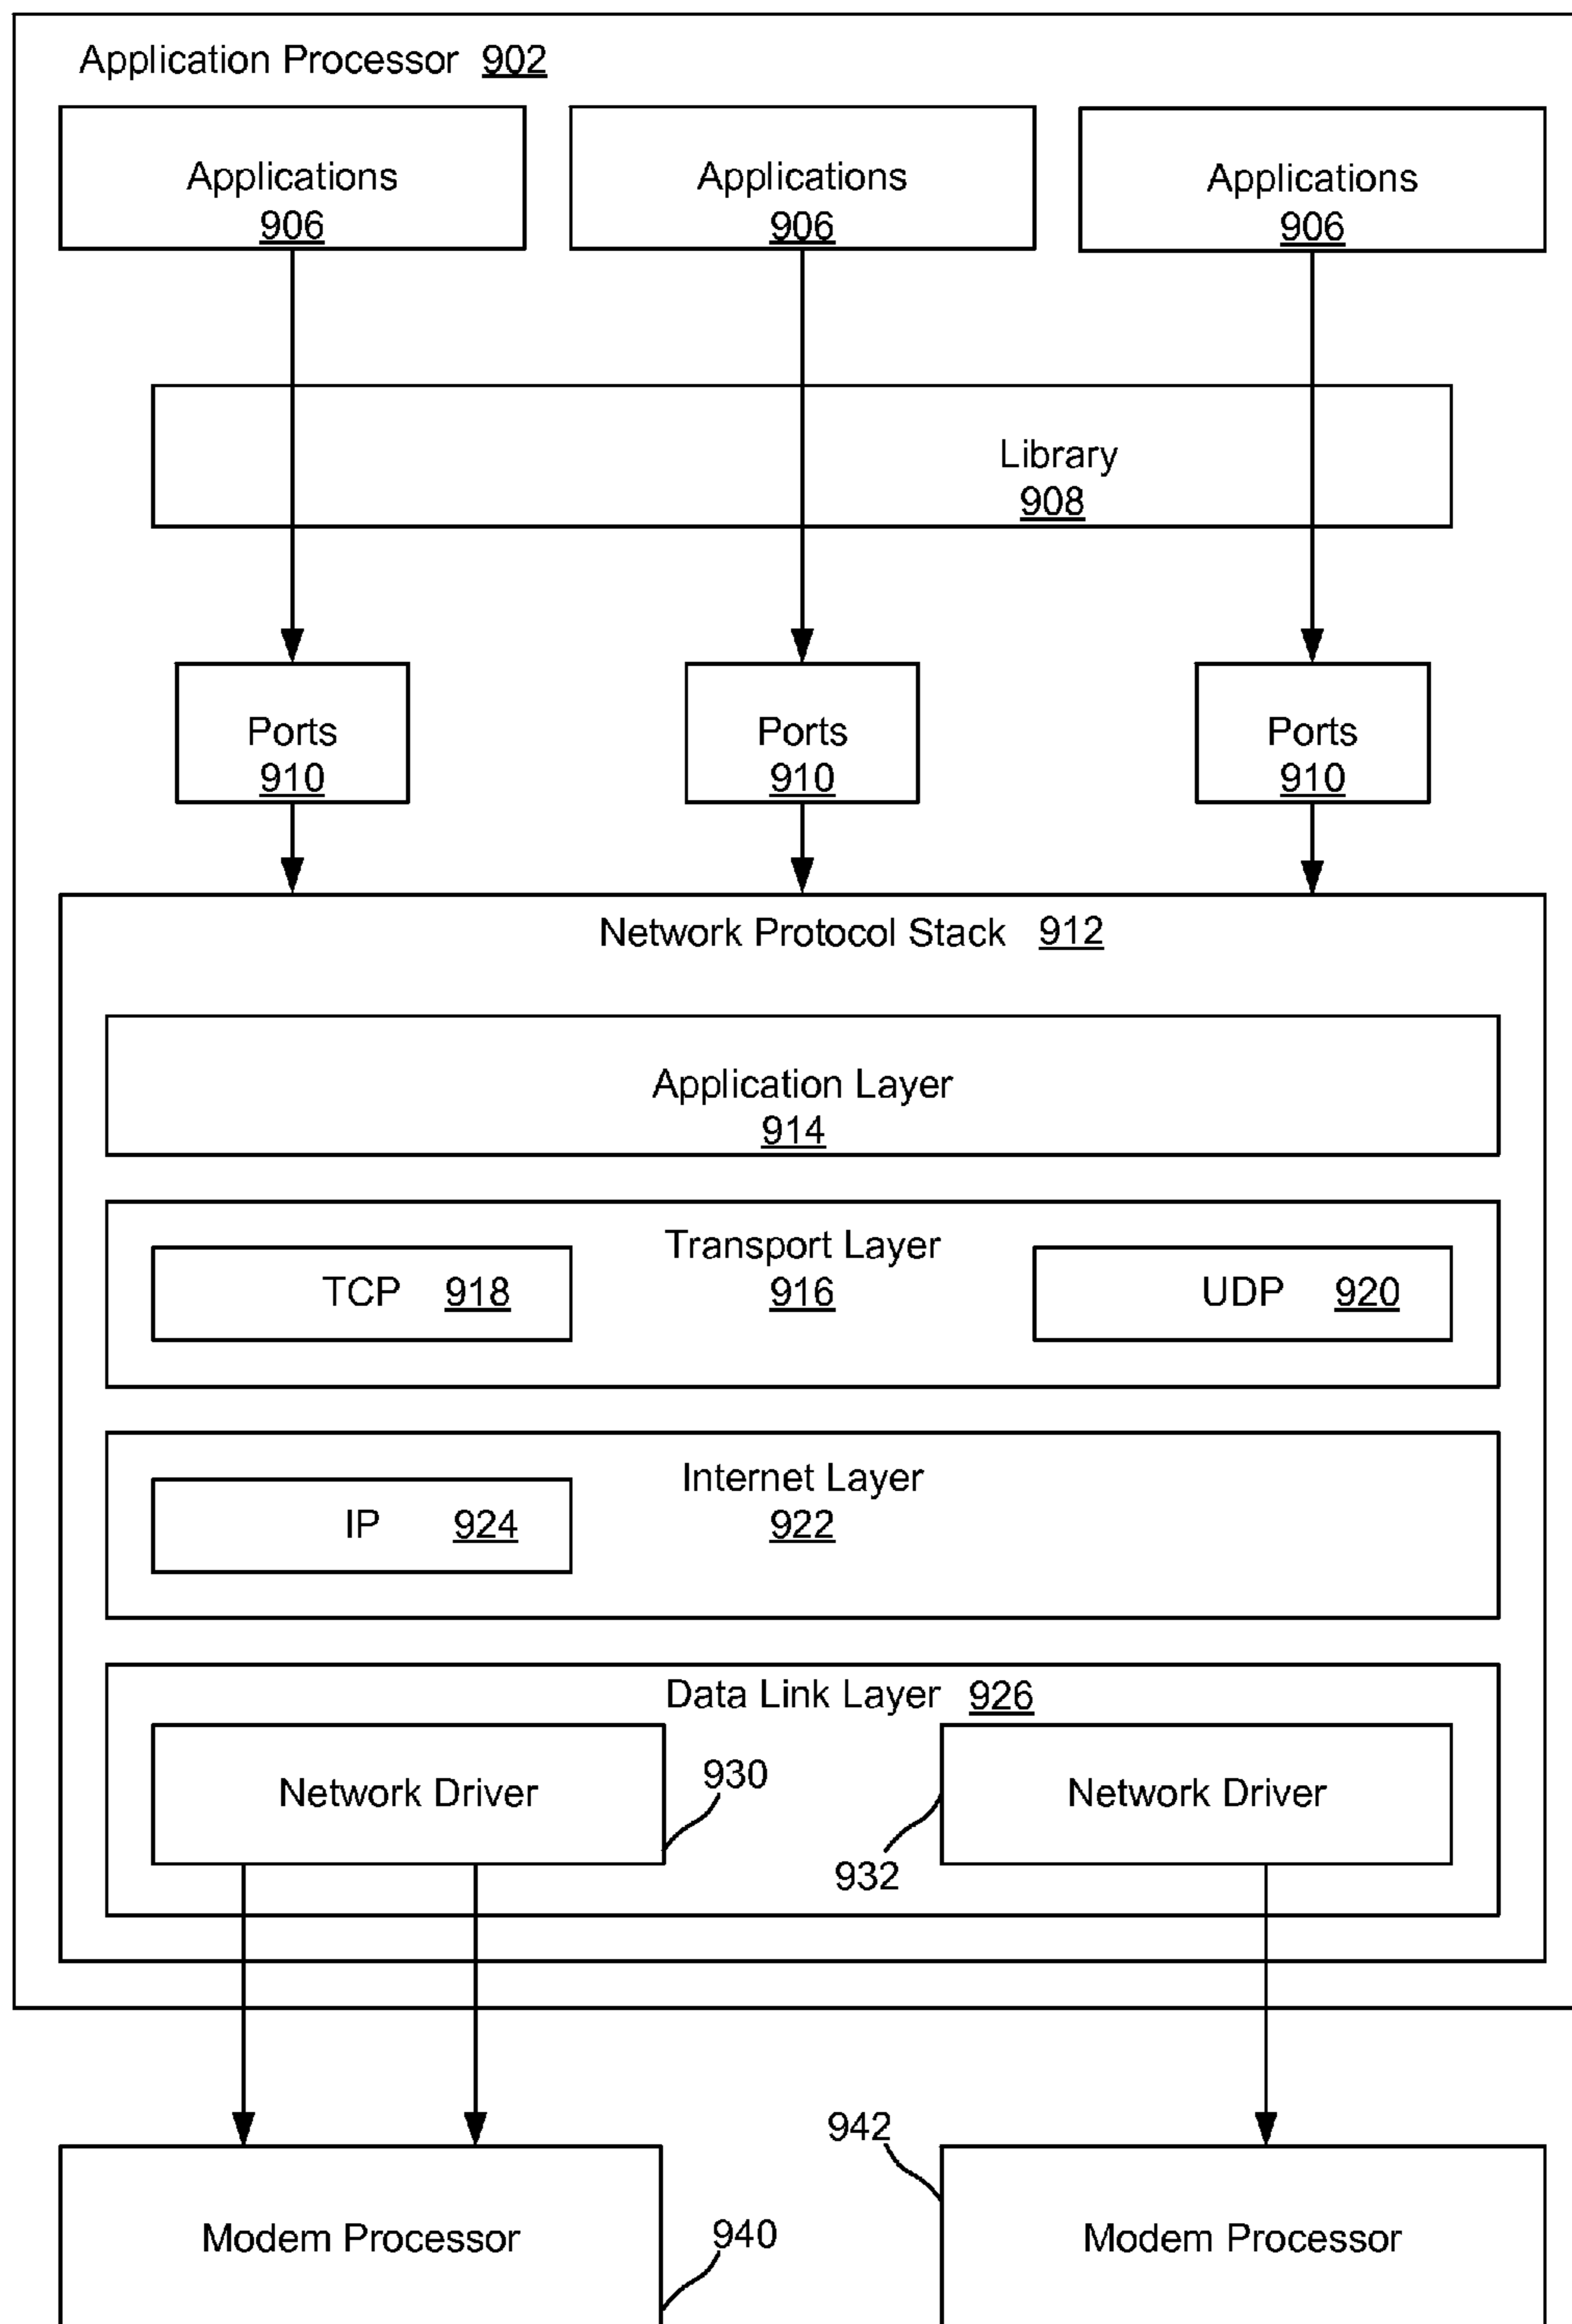 Application Processor 902
Applications
906
Applications
906
Applications
906
Library
908
Ports
910
Ports
910
Ports
910
Network Protocol Stack 912
Application Layer
914
Transport Layer
916
TCP 918
UDP 920
Internet Layer
922
IP 924
Data Link Layer 926
Network Driver
930
Network Driver
932
942
Modem Processor
940
Modem Processor